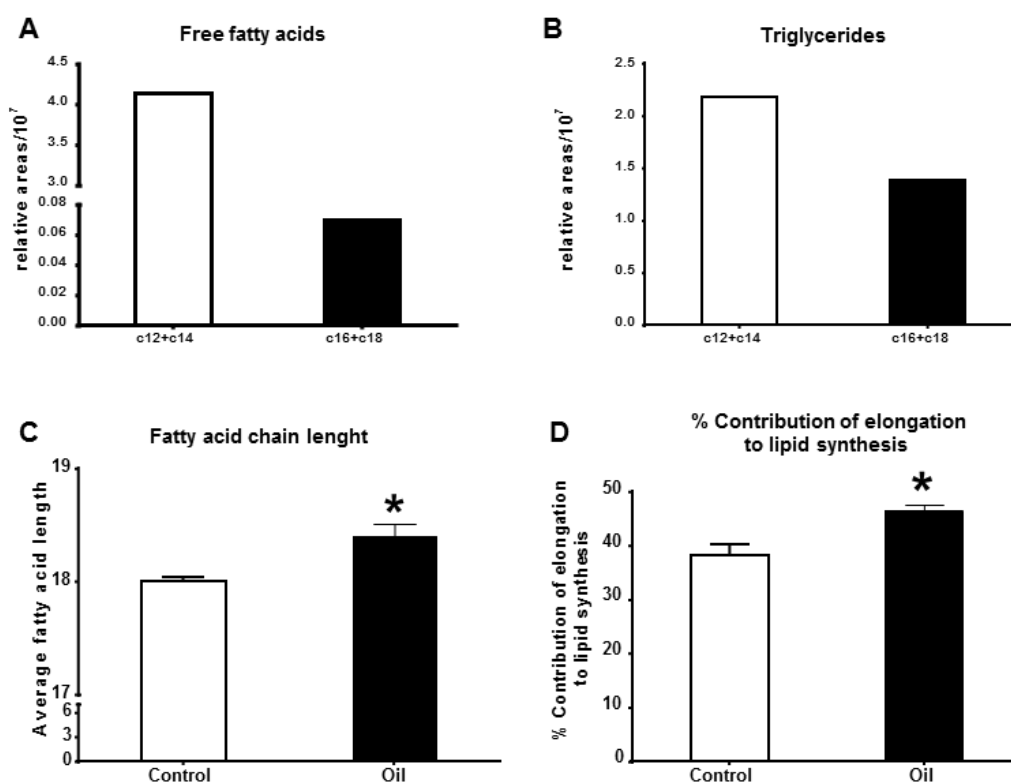 A
Free fatty acids
relative areas/10⁷
4.5
4.0
3.5
3.0
0.08
0.06
0.04
0.02
0.00
c12+c14
c16+c18
B
Triglycerides
relative areas/10⁷
2.5
2.0
1.5
1.0
0.5
0.0
c12+c14
c16+c18
C
Fatty acid chain lenght
Average fatty acid length
19
18
17
6
3
0
*
Control
Oil
D
% Contribution of elongation
to lipid synthesis
% Contribution of elongation
to lipid synthesis
50
40
30
20
10
0
*
Control
Oil